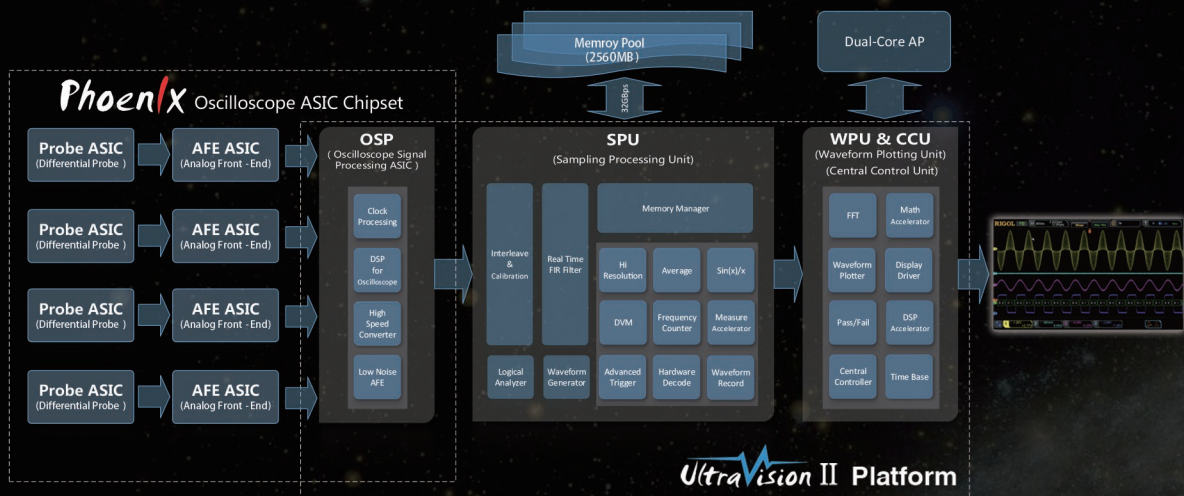 Memroy Pool
(2560MB)
Dual-Core AP
32GBps
Phoenix Oscilloscope ASIC Chipset
Probe ASIC
(Differential Probe )
AFE ASIC
(Analog Front - End)
Probe ASIC
(Differential Probe )
AFE ASIC
(Analog Front - End)
Probe ASIC
(Differential Probe )
AFE ASIC
(Analog Front - End)
Probe ASIC
(Differential Probe )
AFE ASIC
(Analog Front - End)
OSP
( Oscilloscope Signal
Processing ASIC )
Clock
Processing
DSP
for
Oscilloscope
High
Speed
Converter
Low Noise
AFE
SPU
(Sampling Processing Unit)
Interleave
&
Calibration
Real Time
FIR Filter
Memory Manager
Hi
Resolution
Average
Sin(x)/x
DVM
Frequency
Counter
Measure
Accelerator
Logical
Analyzer
Waveform
Generator
Advanced
Trigger
Hardware
Decode
Waveform
Record
WPU & CCU
(Waveform Plotting Unit)
(Central Control Unit)
FFT
Math
Accelerator
Waveform
Plotter
Display
Driver
Pass/Fail
DSP
Accelerator
Central
Controller
Time Base
RIGOL
UltraVision II Platform